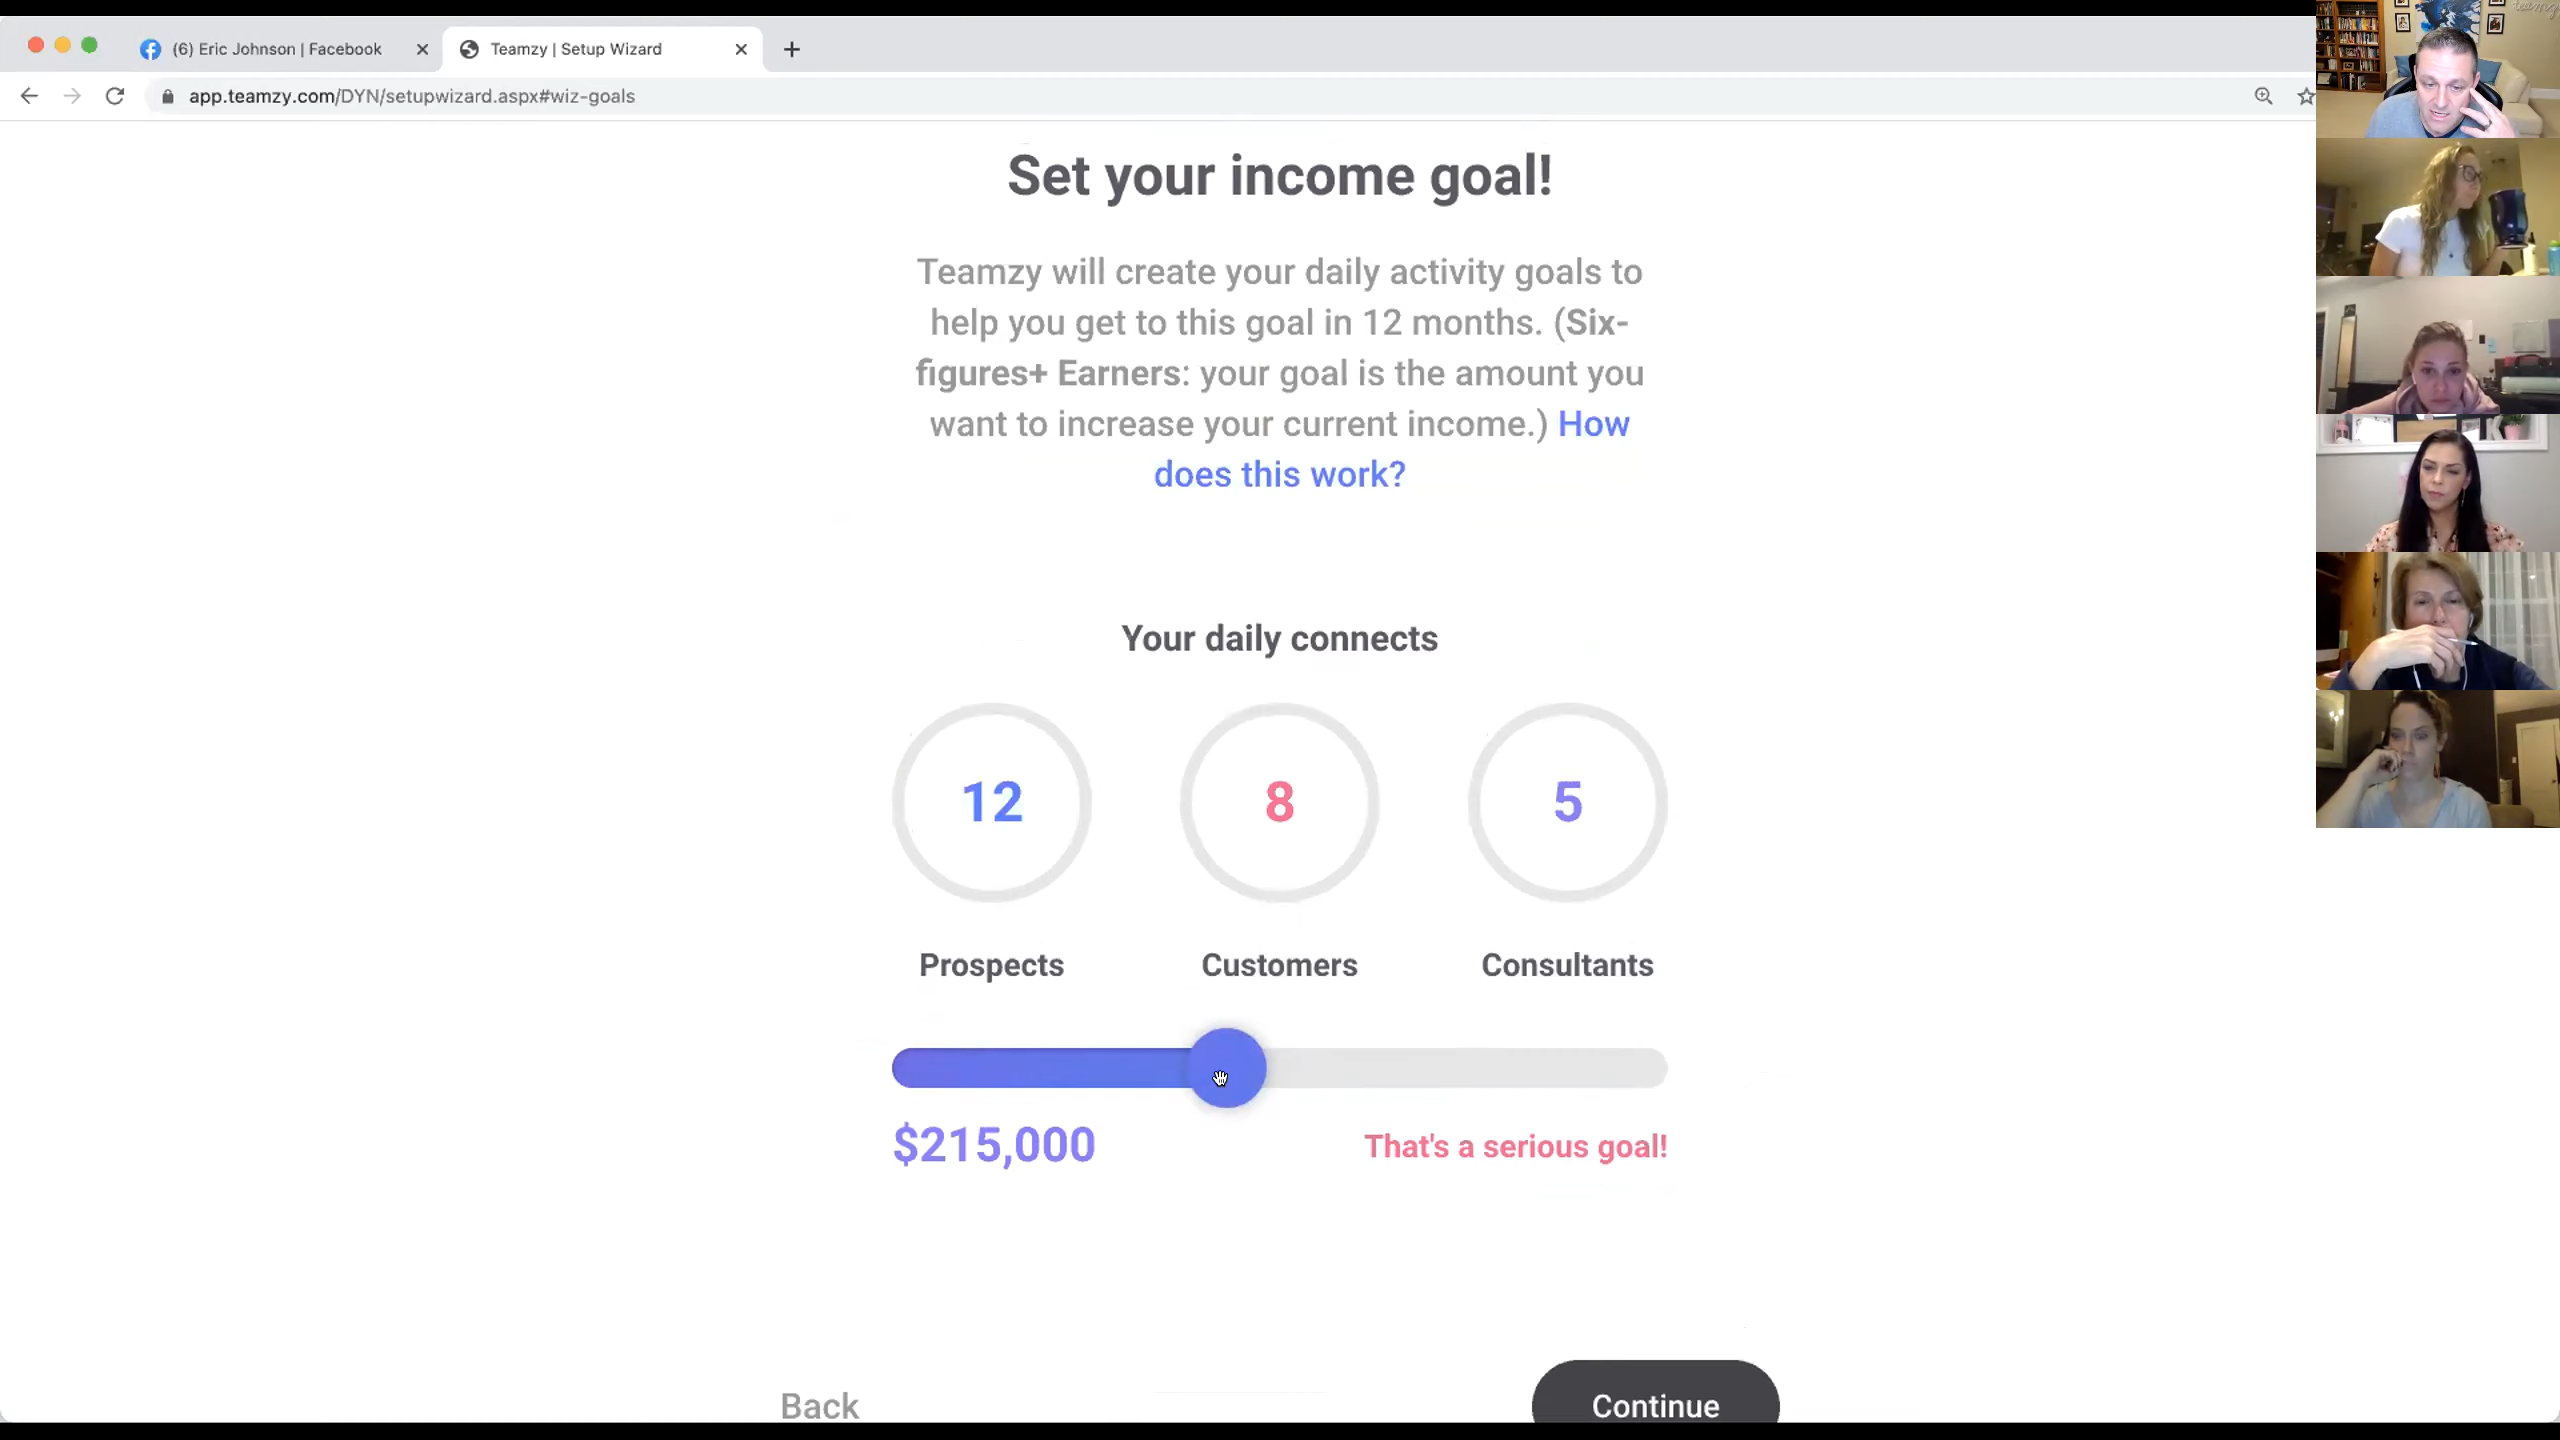 (6) Eric Johnson | Facebook
Teamzy | Setup Wizard
app.teamzy.com/DYN/setupwizard.aspx#wiz-goals
Set your income goal!
Teamzy will create your daily activity goals to
help you get to this goal in 12 months. (Six-
figures+ Earners: your goal is the amount you
want to increase your current income.) How
does this work?
Your daily connects
12
8
5
Prospects
Customers
Consultants
$215,000
That's a serious goal!
Back
Continue